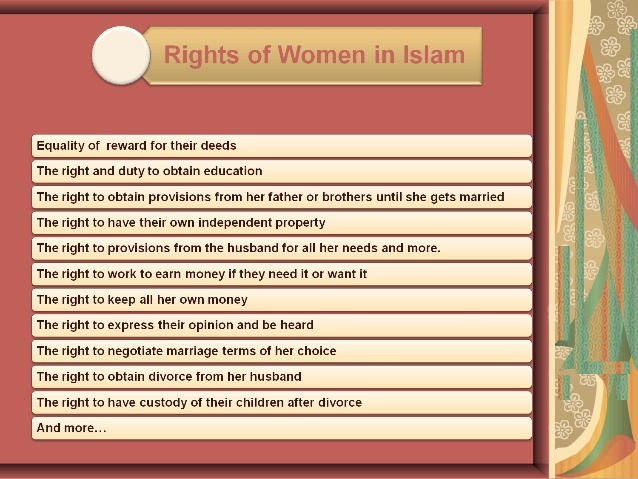 Rights of Women in Islam
Equality of reward for their deeds
The right and duty to obtain education
The right to obtain provisions from her father or brothers until she gets married
The right to have their own independent property
The right to provisions from the husband for all her needs and more.
The right to work to earn money if they need it or want it
The right to keep all her own money
The right to express their opinion and be heard
The right to negotiate marriage terms of her choice
The right to obtain divorce from her husband
The right to have custody of their children after divorce
And more…